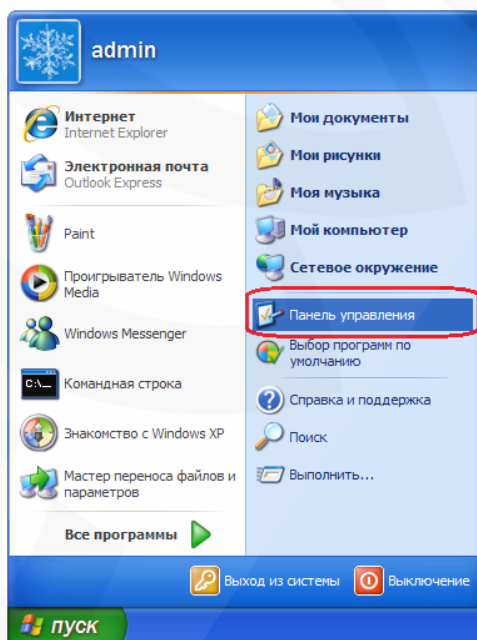 admin
Интернет
Internet Explorer
Электронная почта
Outlook Express
Paint
Проигрыватель Windows
Media
Windows Messenger
C:\_
Командная строка
Знакомство с Windows XP
Мастер переноса файлов и
параметров
Все программы
Мои документы
Мои рисунки
Моя музыка
Мой компьютер
Сетевое окружение
Панель управления
Выбор программ по
умолчанию
Справка и поддержка
Поиск
Выполнить...
Выход из системы
Выключение
пуск